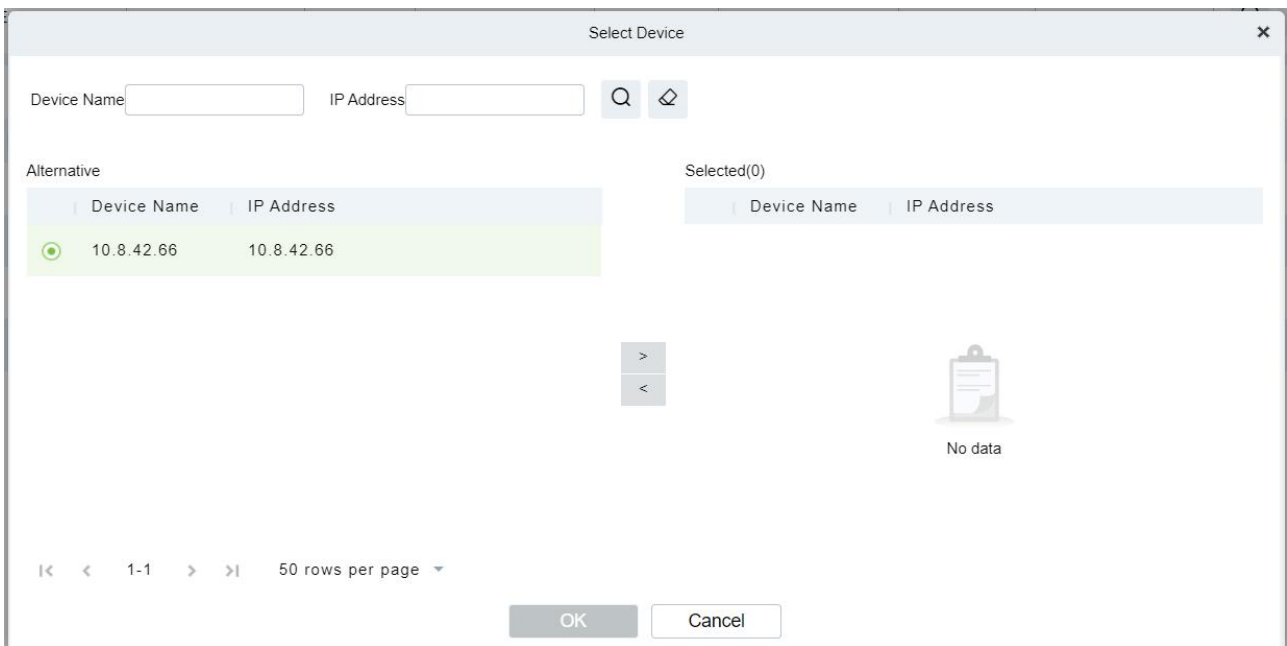 Select Device ×
Device Name IP Address
Alternative Selected(0)
Device Name IP Address Device Name IP Address
10.8.42.66 10.8.42.66
>
<
No data
|< < 1-1 > >| 50 rows per page
OK Cancel